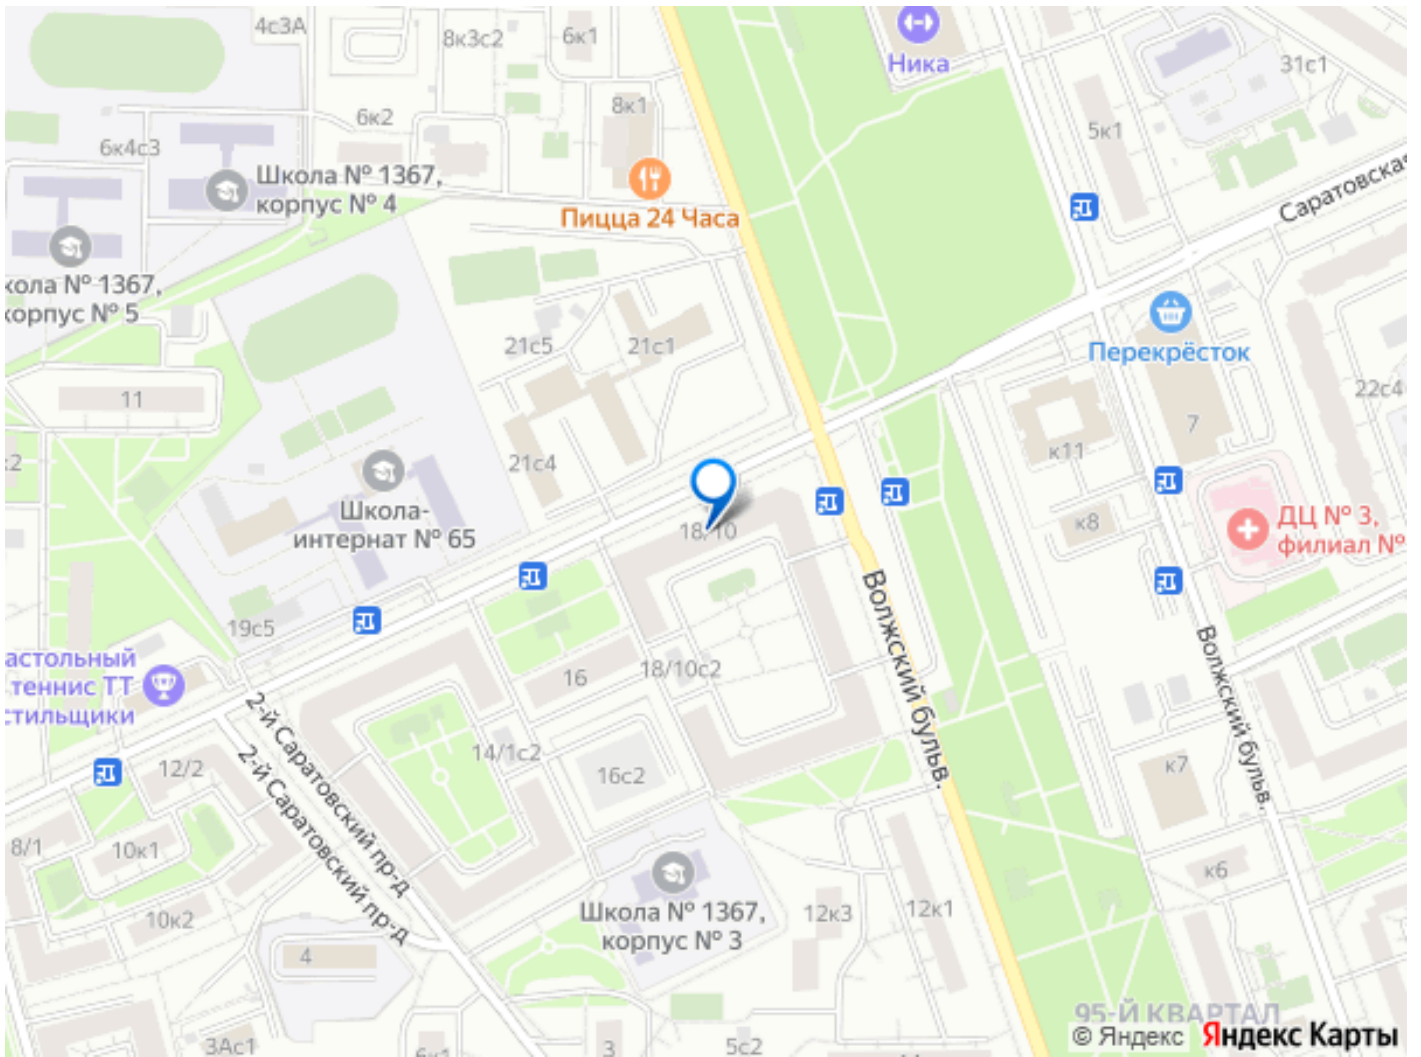 4с3А
8к3с2
6к1
Ника
31с1
8к1
6к2
5к1
6к4с3
Школа № 1367,
корпус № 4
Пицца 24 Часа
Саратовская
кола № 1367,
корпус № 5
21с5
21с1
Перекрёсток
11
22с4
7
к11
21с4
Школа-
интернат № 65
18/10
к8
ДЦ № 3,
филиал №
Волжский бульв.
19с5
Волжский бульв.
астольный
теннис ТТ
стильщики
16
18/10с2
2-й Саратовский пр-д
2-й Саратовский пр-д
14/1с2
16с2
12/2
к7
8/1
10к1
к6
10к2
Школа № 1367,
корпус № 3
12к3
12к1
4
95-Й КВАРТАЛ
© Яндекс Яндекс Карты
3Ас1
3
5с2